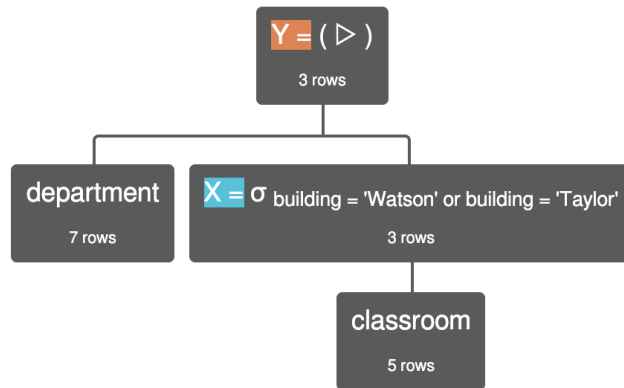 Y = ( ▷ )
3 rows
department
7 rows
X = σ building = 'Watson' or building = 'Taylor'
3 rows
classroom
5 rows